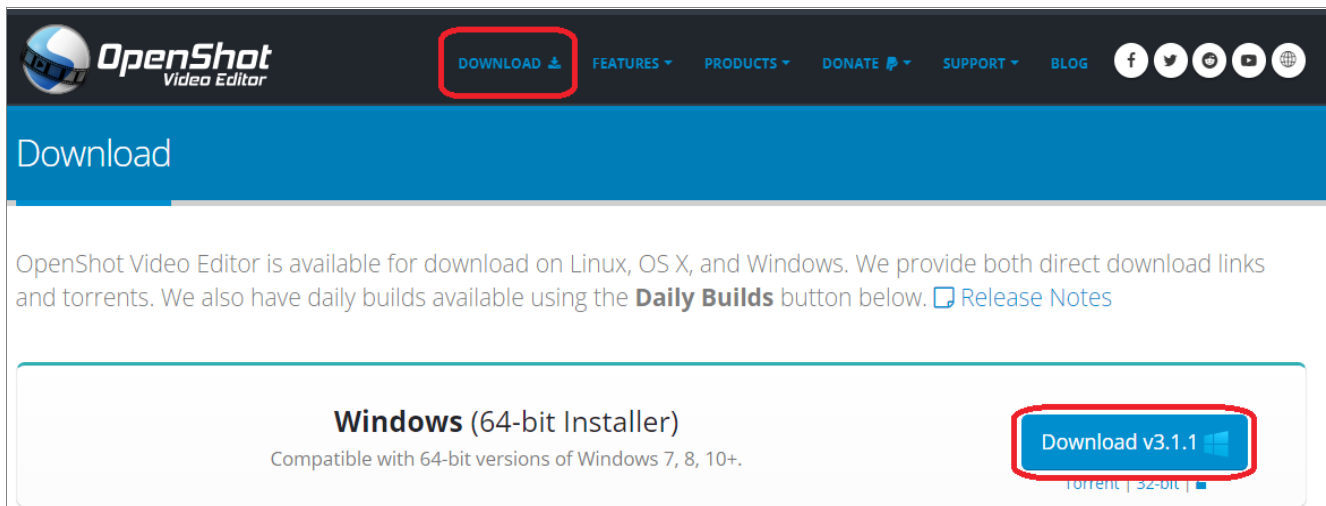 OpenShot
Video Editor
DOWNLOAD FEATURES PRODUCTS DONATE SUPPORT BLOG
Download
OpenShot Video Editor is available for download on Linux, OS X, and Windows. We provide both direct download links
and torrents. We also have daily builds available using the Daily Builds button below. Release Notes
Windows (64-bit Installer)
Compatible with 64-bit versions of Windows 7, 8, 10+.
Download v3.1.1
Torrent | 32-bit |